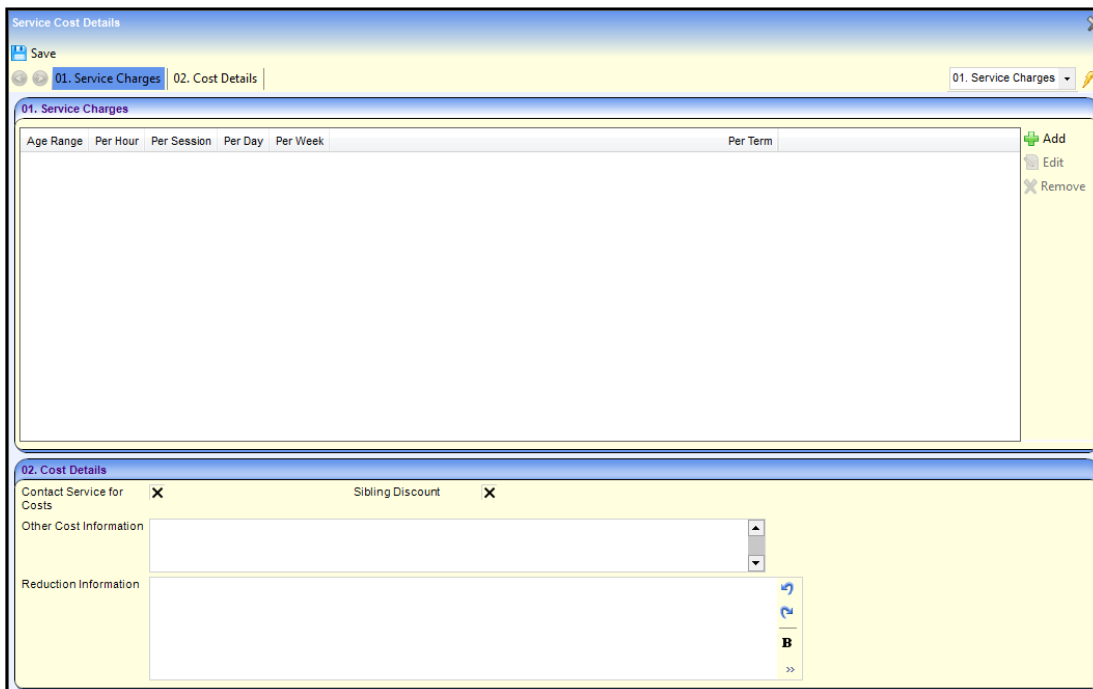 Service Cost Details
Save
01. Service Charges 02. Cost Details 01. Service Charges
01. Service Charges
Age Range Per Hour Per Session Per Day Per Week Per Term
Add
Edit
Remove
02. Cost Details
Contact Service for Costs Sibling Discount
Other Cost Information
Reduction Information
B